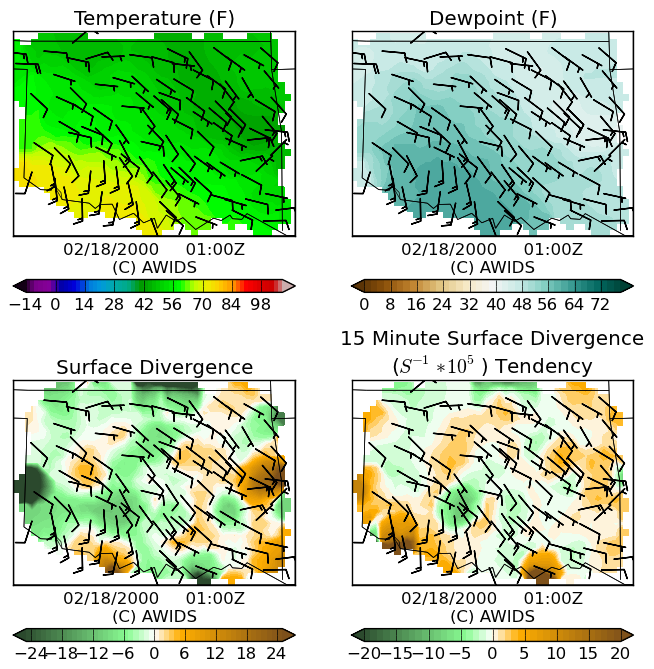 Temperature (F)
Dewpoint (F)
02/18/2000 01:00Z
(C) AWIDS
02/18/2000 01:00Z
(C) AWIDS
−14 0 14 28 42 56 70 84 98
0 8 16 24 32 40 48 56 64 72
Surface Divergence
15 Minute Surface Divergence
(S⁻¹ *10⁵ ) Tendency
02/18/2000 01:00Z
(C) AWIDS
02/18/2000 01:00Z
(C) AWIDS
−24 −18 −12 −6 0 6 12 18 24
−20 −15 −10 −5 0 5 10 15 20